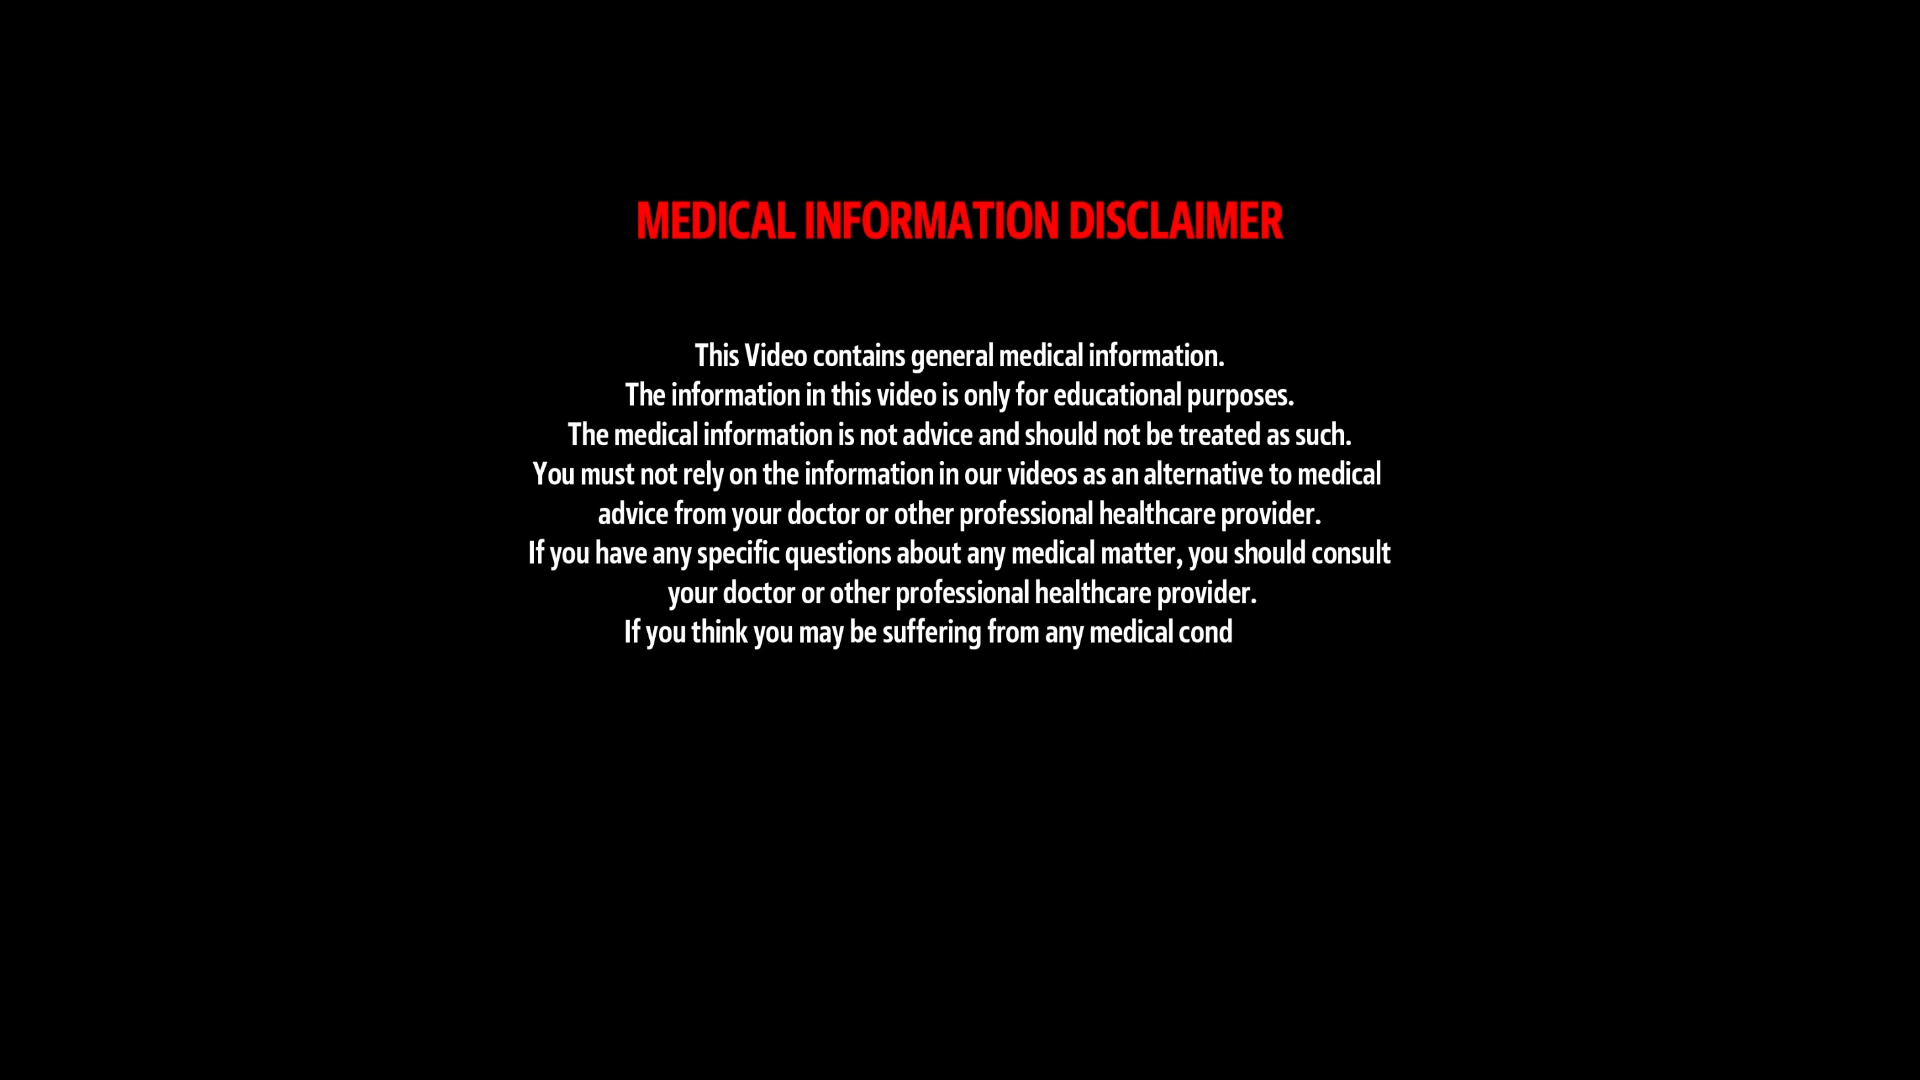 MEDICAL INFORMATION DISCLAIMER
This Video contains general medical information.
The information in this video is only for educational purposes.
The medical information is not advice and should not be treated as such.
You must not rely on the information in our videos as an alternative to medical
advice from your doctor or other professional healthcare provider.
If you have any specific questions about any medical matter, you should consult
your doctor or other professional healthcare provider.
If you think you may be suffering from any medical cond